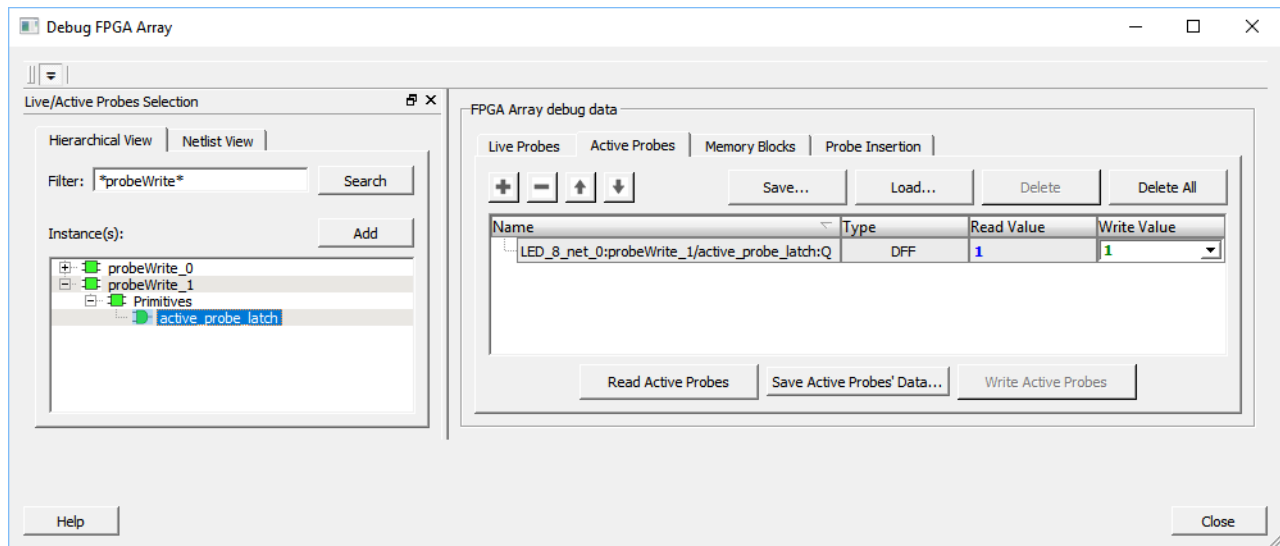 Debug FPGA Array
Live/Active Probes Selection
Hierarchical View Netlist View
Filter: *probeWrite* Search
Instance(s): Add
probeWrite_0
probeWrite_1
Primitives
active_probe_latch
FPGA Array debug data
Live Probes Active Probes Memory Blocks Probe Insertion
Save... Load... Delete Delete All
Name Type Read Value Write Value
LED_8_net_0:probeWrite_1/active_probe_latch:Q DFF 1 1
Read Active Probes Save Active Probes' Data... Write Active Probes
Help Close